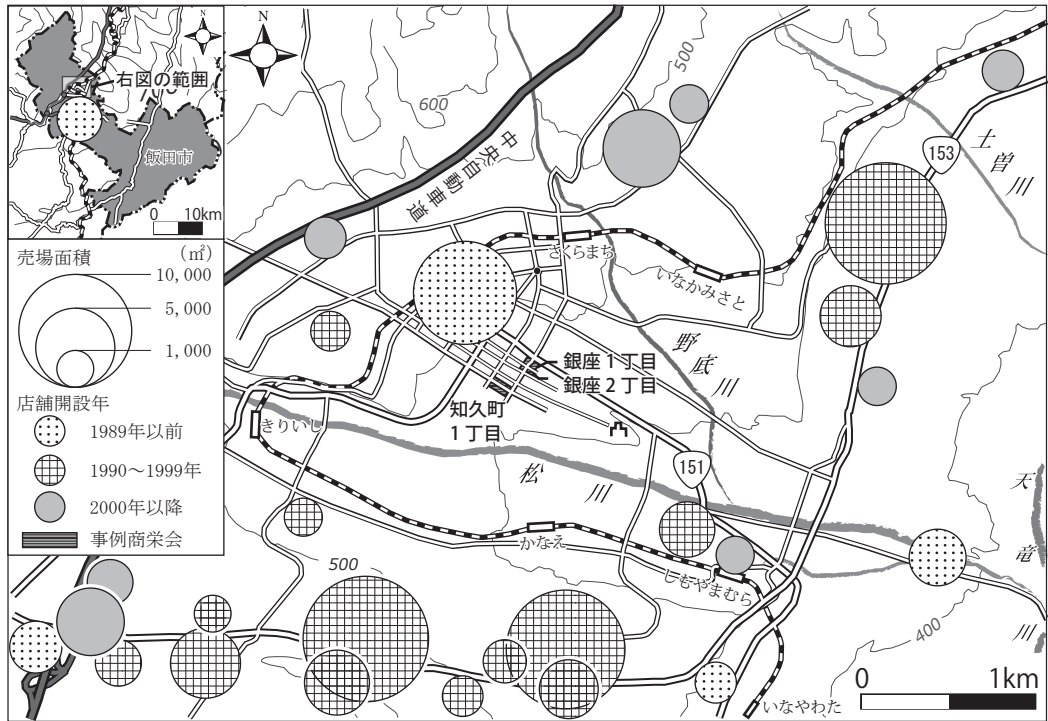 N
右図の範囲
飯田市
0 10km
売場面積 (㎡)
10,000
5,000
1,000
店舗開設年
1989年以前
1990～1999年
2000年以降
事例商栄会
N
600
500
中央自動車道
153
土曽川
さくらまち
いなかみさと
野底川
銀座1丁目
銀座2丁目
知久町
1丁目
きりいし
松川
151
天竜川
かなえ
しもやまむら
500
400
いなやわた
0 1km